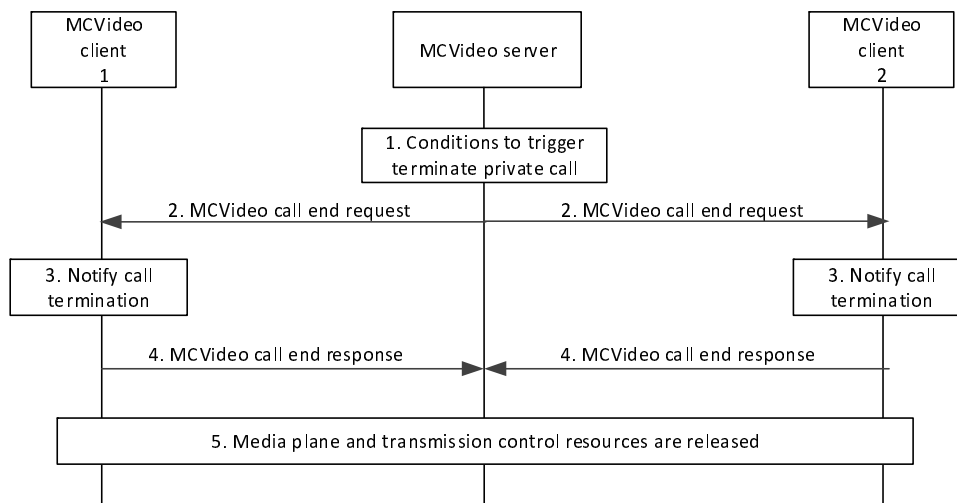 MCVideo
client
1
MCVideo server
MCVideo
client
2
1. Conditions to trigger
terminate private call
2. MCVideo call end request
2. MCVideo call end request
3. Notify call
termination
3. Notify call
termination
4. MCVideo call end response
4. MCVideo call end response
5. Media plane and transmission control resources are released